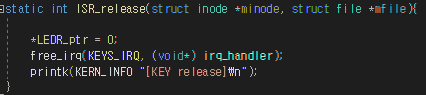 static int ISR_release(struct inode *minode, struct file *mfile){
*LEDR_ptr = 0;
free_irq(KEYS_IRQ, (void*) irq_handler);
printk(KERN_INFO "[KEY release]₩n");
}